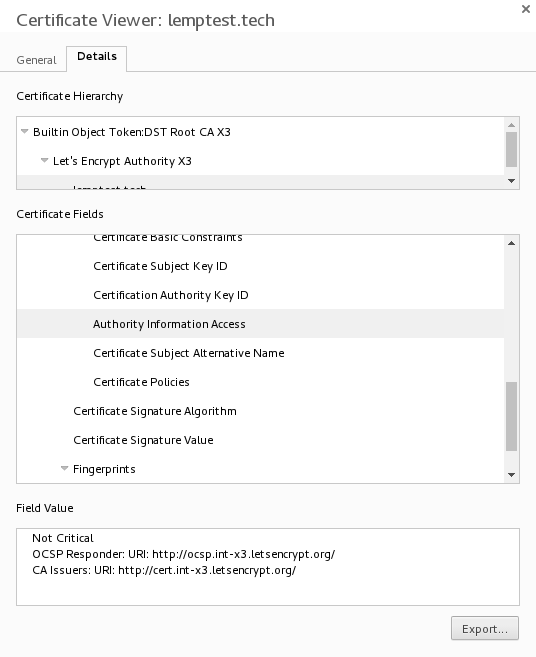 Certificate Viewer: lemptest.tech
General
Details
Certificate Hierarchy
Builtin Object Token:DST Root CA X3
Let's Encrypt Authority X3
lemptest.tech
Certificate Fields
Certificate Basic Constraints
Certificate Subject Key ID
Certification Authority Key ID
Authority Information Access
Certificate Subject Alternative Name
Certificate Policies
Certificate Signature Algorithm
Certificate Signature Value
Fingerprints
Field Value
Not Critical
OCSP Responder: URI: http://ocsp.int-x3.letsencrypt.org/
CA Issuers: URI: http://cert.int-x3.letsencrypt.org/
Export...